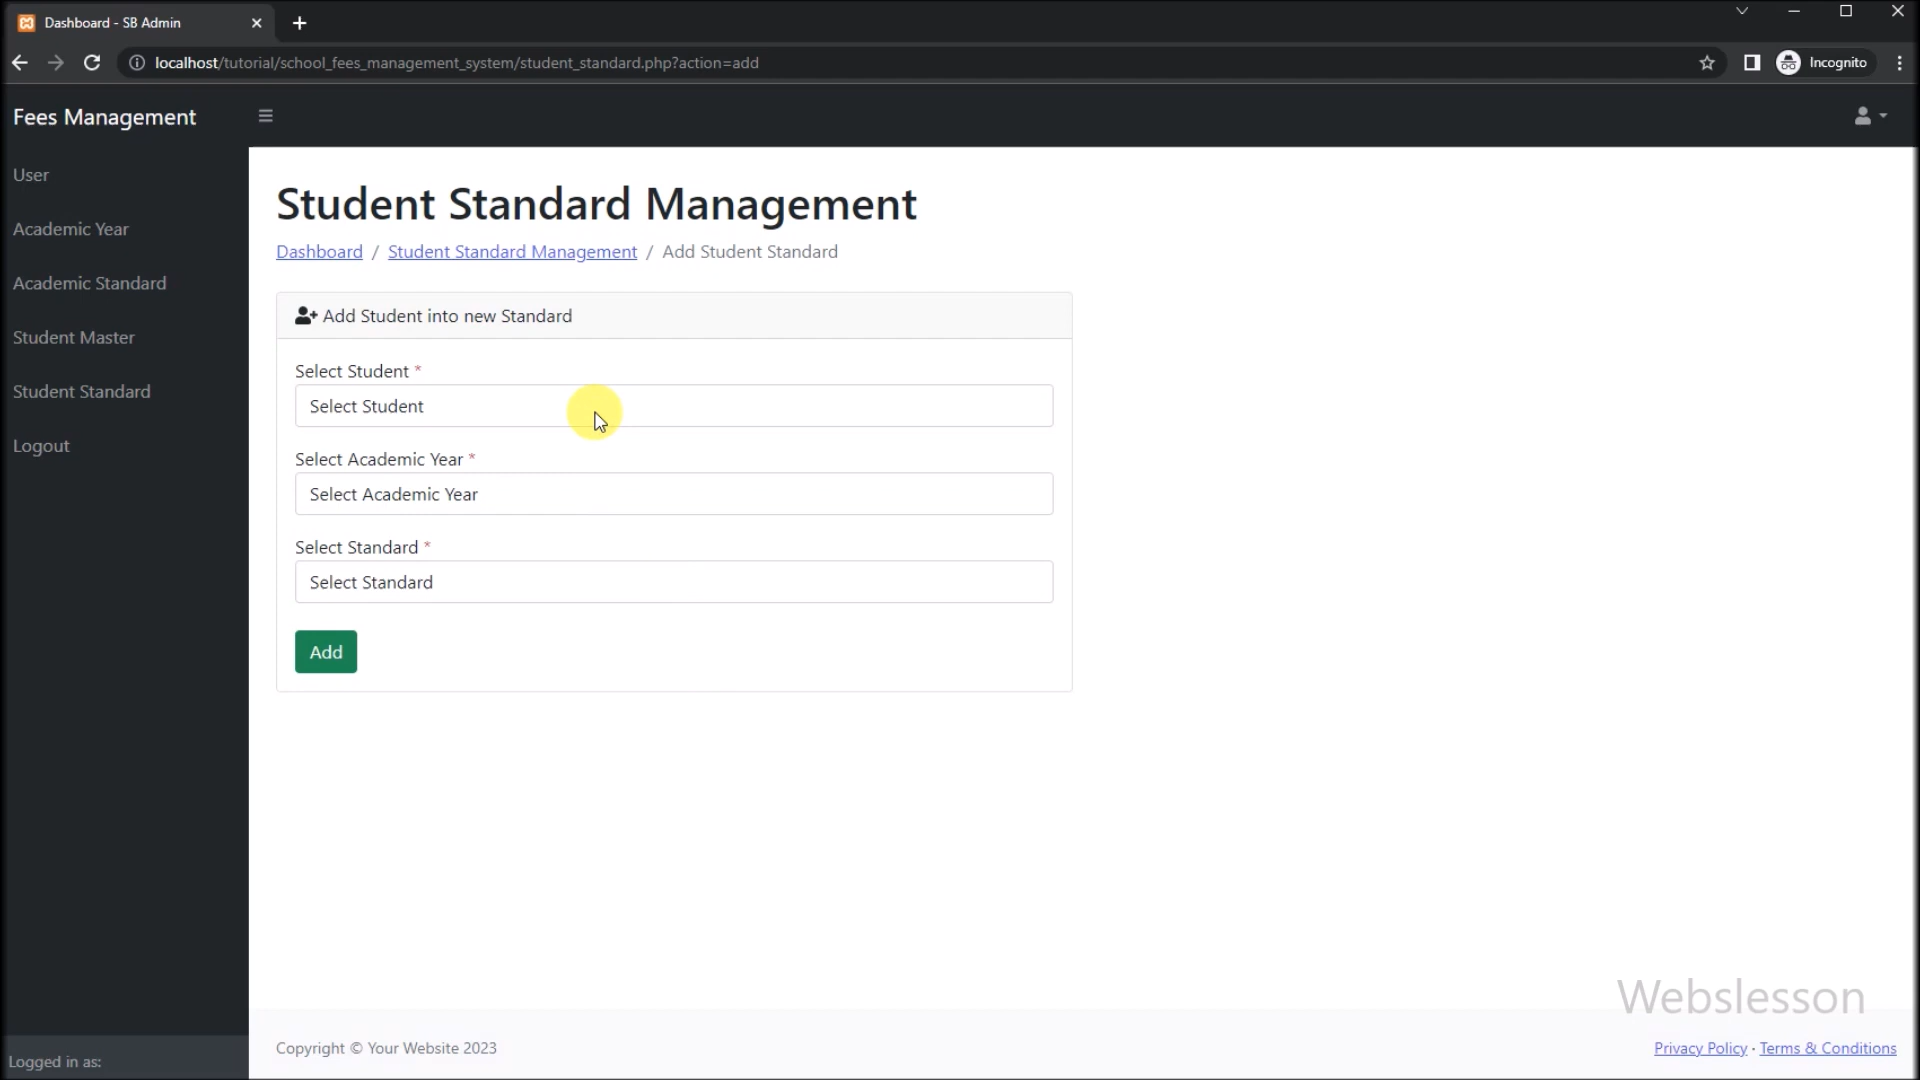 Dashboard - SB Admin
localhost/tutorial/school_fees_management_system/student_standard.php?action=add
Incognito
Fees Management
User
Academic Year
Academic Standard
Student Master
Student Standard
Logout
Logged in as:
Student Standard Management
Dashboard / Student Standard Management / Add Student Standard
Add Student into new Standard
Select Student *
Select Student
Select Academic Year *
Select Academic Year
Select Standard *
Select Standard
Add
Webslesson
Copyright © Your Website 2023
Privacy Policy · Terms & Conditions